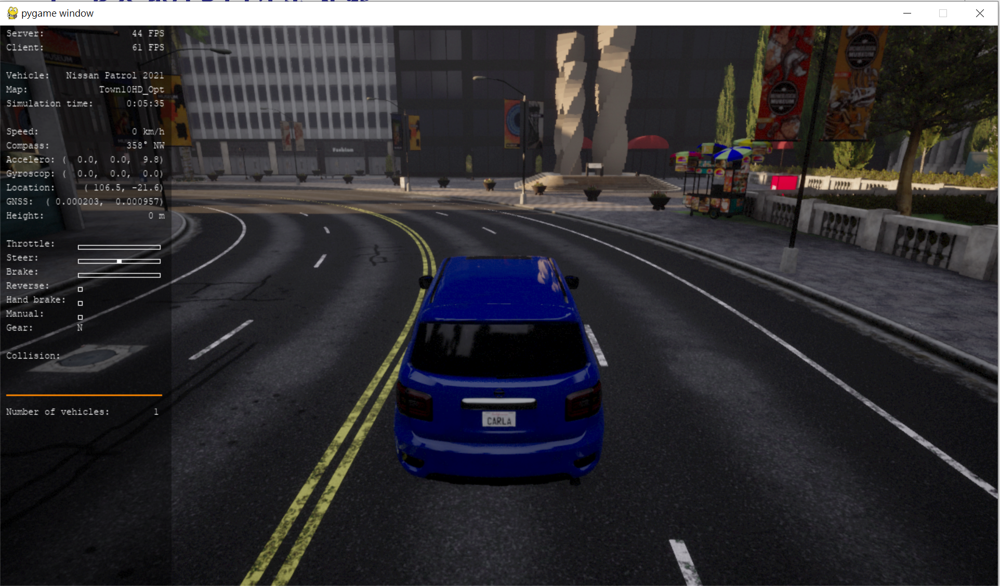 pygame window
Server: 44 FPS
Client: 61 FPS
Vehicle: Nissan Patrol 2021
Map: Town10HD_Opt
Simulation time: 0:05:35
Speed: 0 km/h
Compass: 358° NW
Accelero: ( 0.0, 0.0, 9.8)
Gyroscop: ( 0.0, 0.0, 0.0)
Location: ( 106.5, -21.6)
GNSS: ( 0.000203, 0.000957)
Height: 0 m
Throttle:
Steer:
Brake:
Reverse:
Hand brake:
Manual:
Gear: N
Collision:
Number of vehicles: 1
MUSEUM
Fashion
MUSEUM
MUSEUM
CARLA